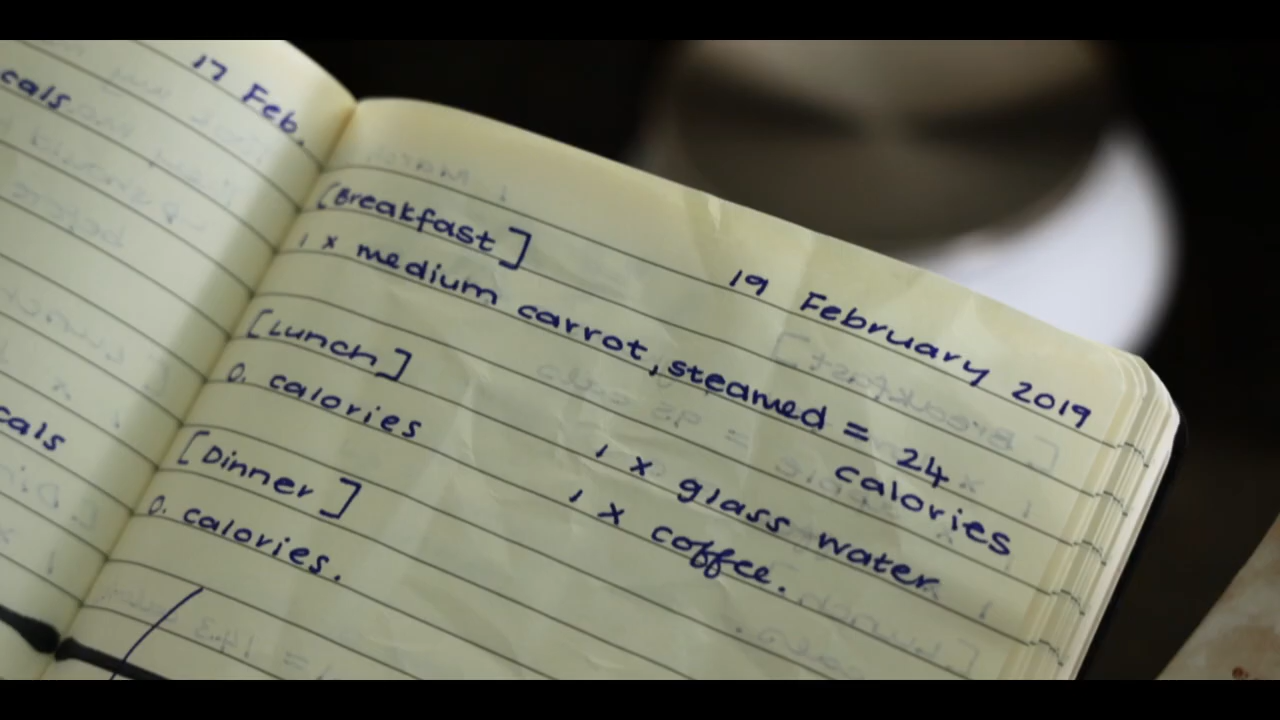 cals
17 Feb.
cals
19 February 2019
[Breakfast]
1 x medium carrot, steamed = 24
calories
[Lunch]
0. calories
1 x glass water
1 x coffee.
[Dinner]
0. calories.